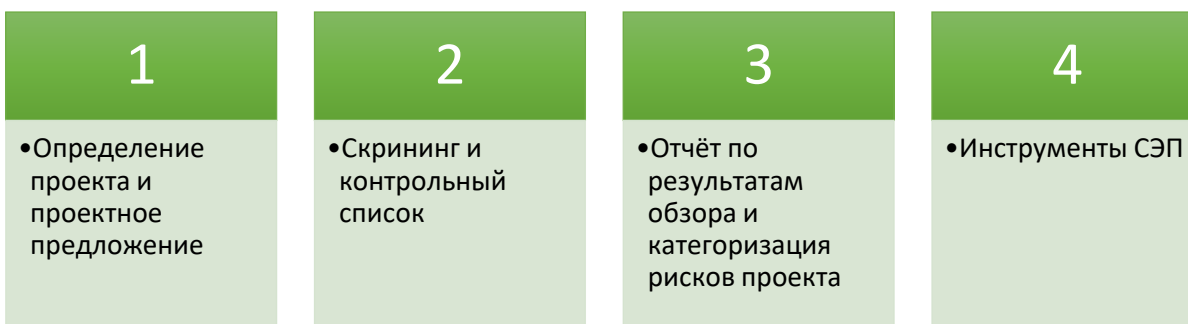 1
•Определение
проекта и
проектное
предложение
2
•Скрининг и
контрольный
список
3
•Отчёт по
результатам
обзора и
категоризация
рисков проекта
4
•Инструменты СЭП